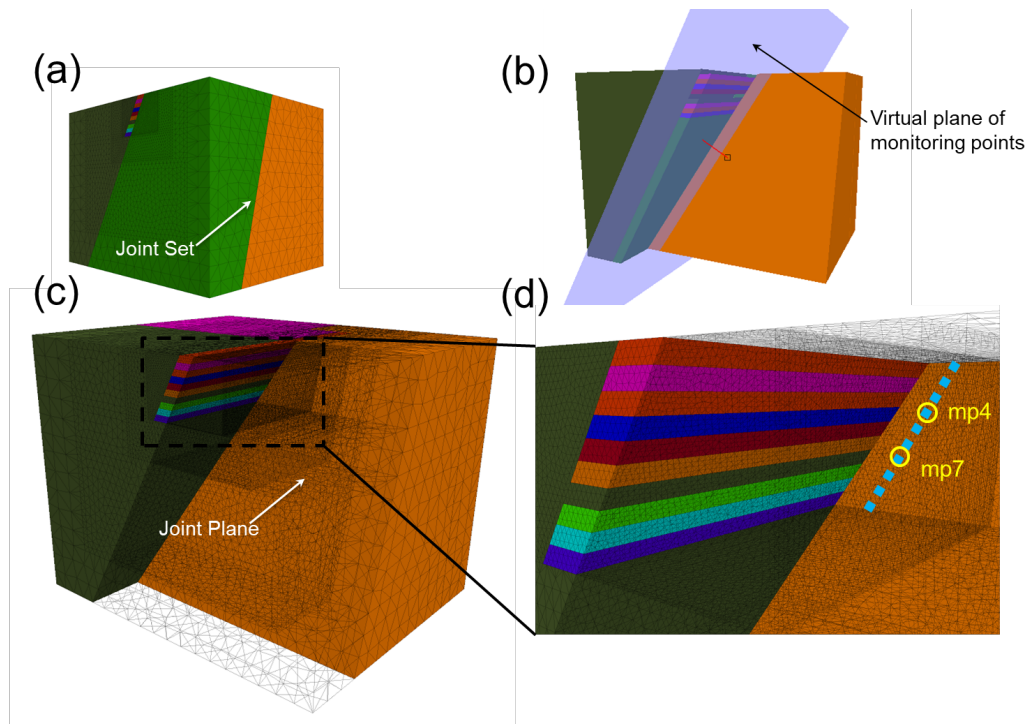 (a)
(b)
Virtual plane of
monitoring points
Joint Set
(c)
(d)
mp4
mp7
Joint Plane